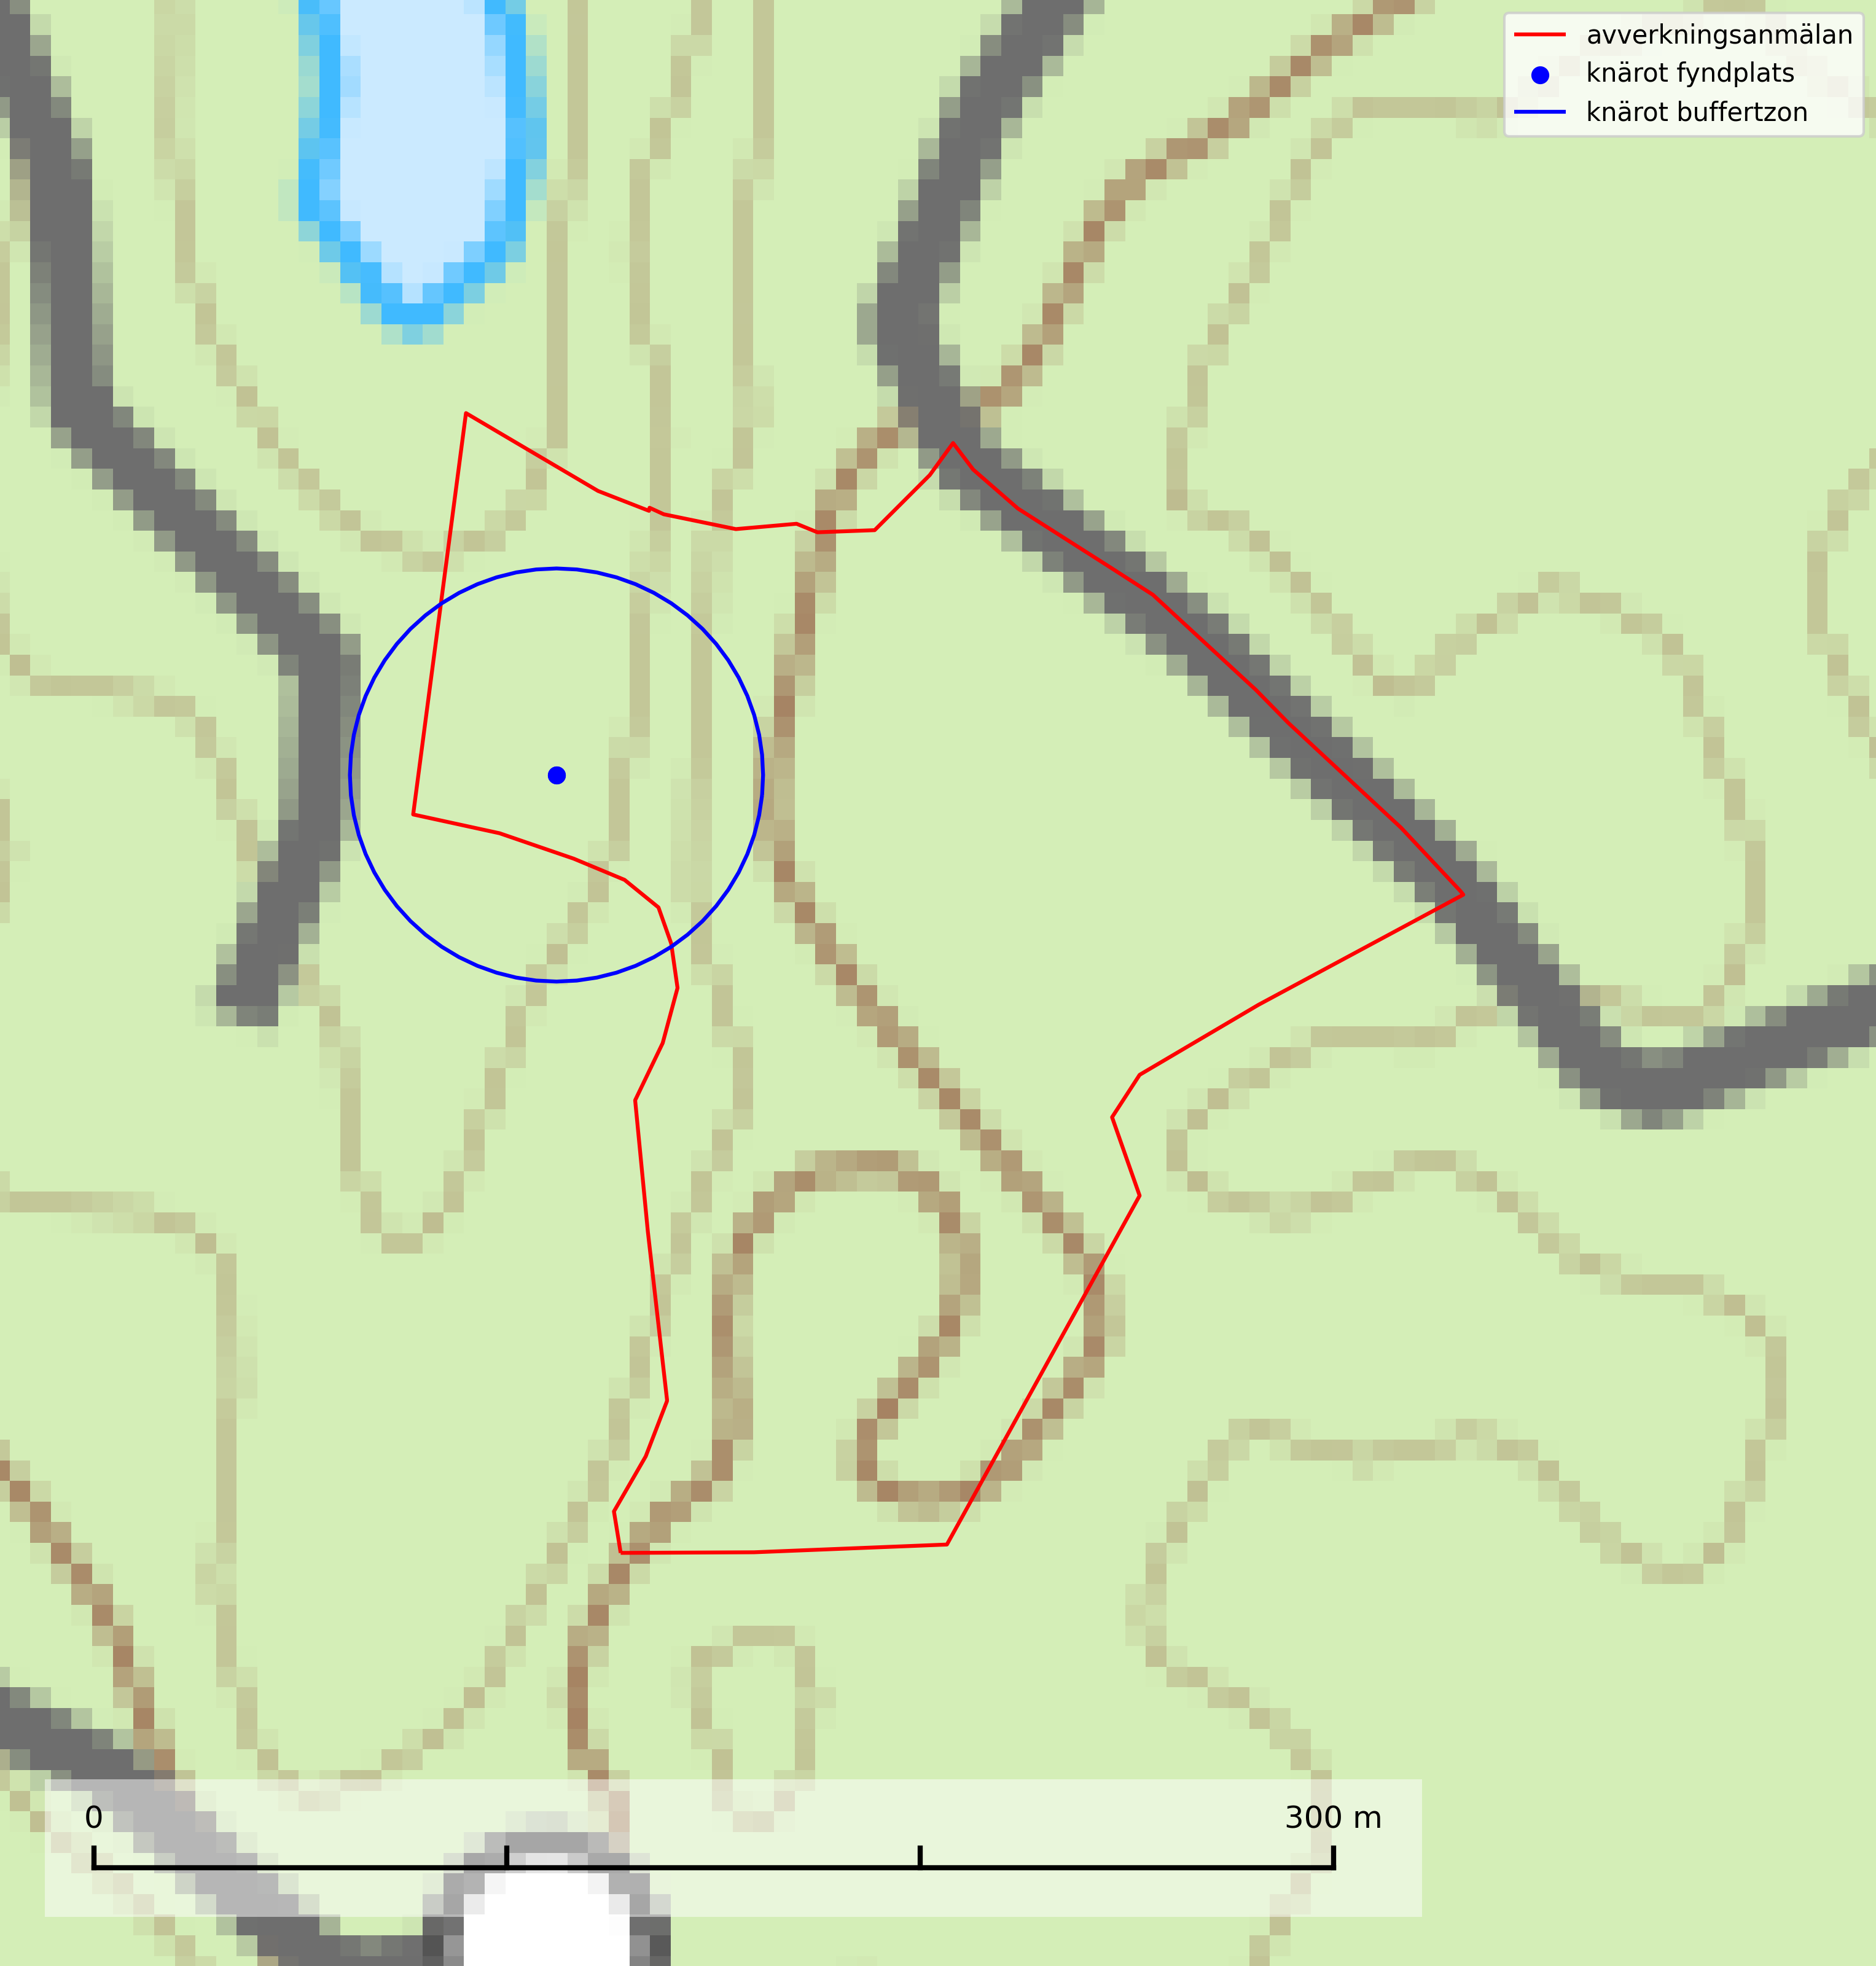 avverkningsanmälan
knärot fyndplats
knärot buffertzon
0 300 m